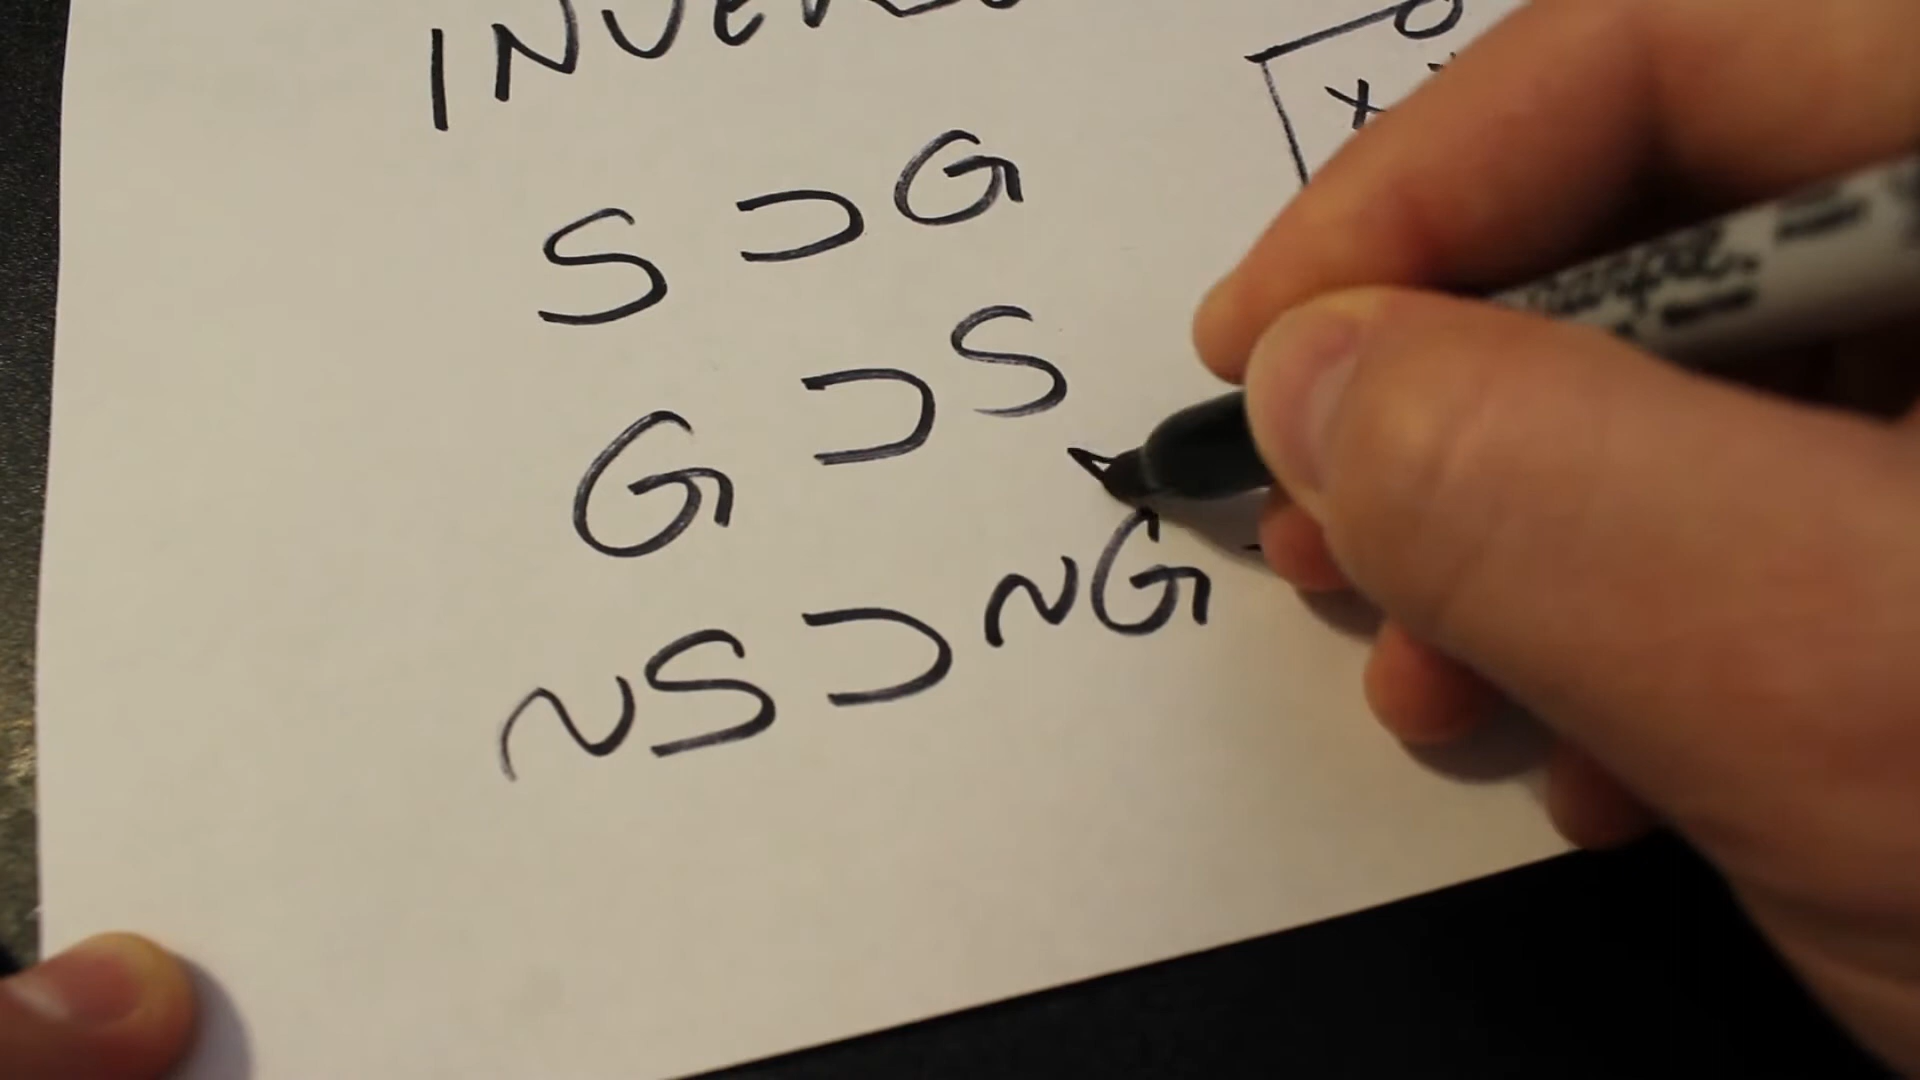 S ⊃ G
G ⊃ S
~S ⊃ ~G